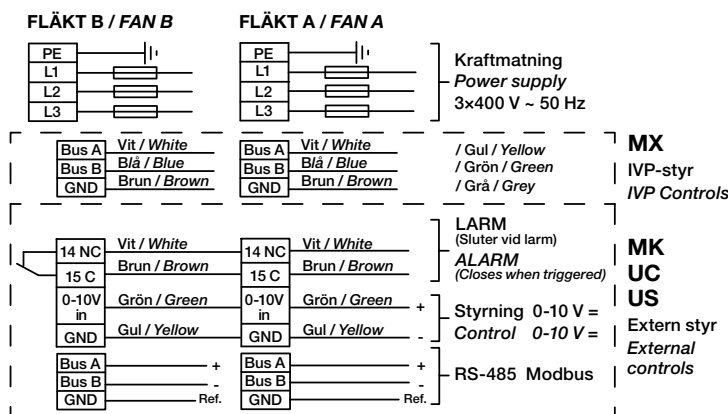 FLÄKT B / FAN B
FLÄKT A / FAN A
PE
L1
L2
L3
PE
L1
L2
L3
Kraftmatning
Power supply
3×400 V ~ 50 Hz
Bus A Vit / White
Bus B Blå / Blue
GND Brun / Brown
Bus A Vit / White
Bus B Blå / Blue
GND Brun / Brown
/ Gul / Yellow
/ Grön / Green
/ Grå / Grey
MX
IVP-styr
IVP Controls
14 NC Vit / White
15 C Brun / Brown
0-10V in Grön / Green
GND Gul / Yellow
14 NC Vit / White
15 C Brun / Brown
0-10V in Grön / Green +
GND Gul / Yellow -
LARM
(Sluter vid larm)
ALARM
(Closes when triggered)
Styrning 0-10 V =
Control 0-10 V =
MK
UC
US
Extern styr
External
controls
Bus A +
Bus B -
GND Ref.
Bus A +
Bus B -
GND Ref.
RS-485 Modbus